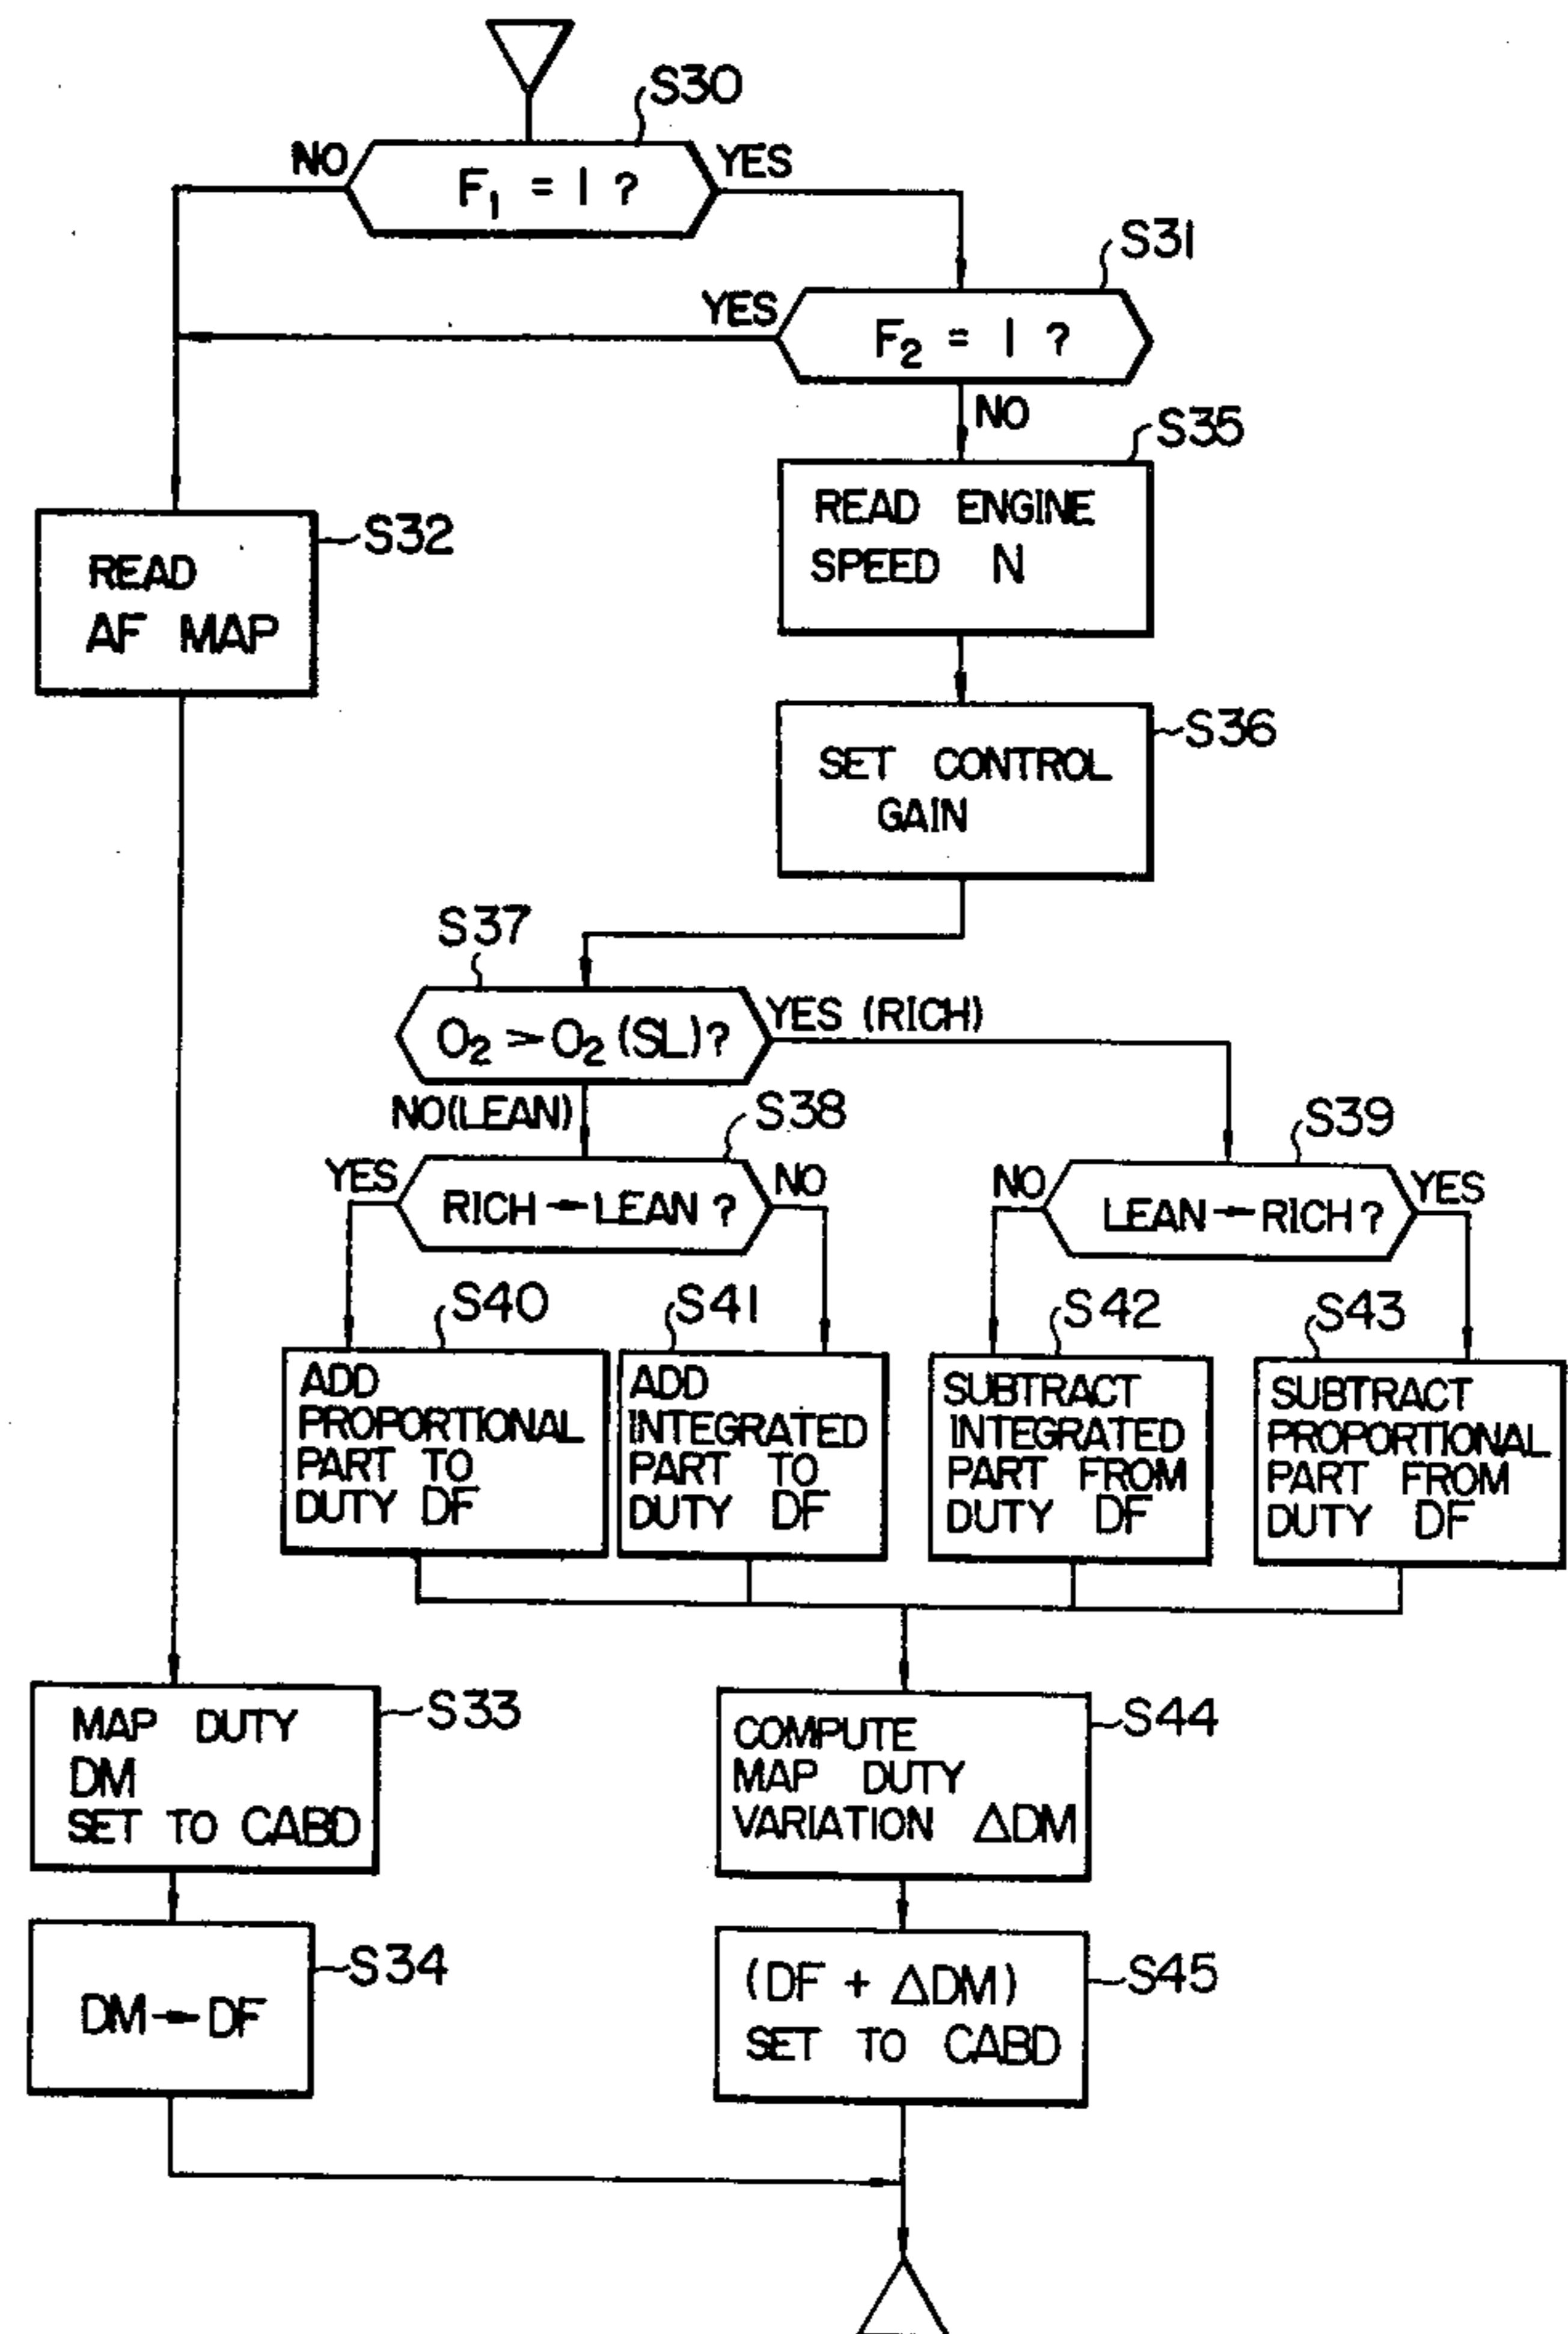 S30
NO
YES
F₁ = 1 ?
S31
YES
F₂ = 1 ?
NO
S35
READ ENGINE
SPEED N
S32
READ
AF MAP
S36
SET CONTROL
GAIN
S37
O₂ > O₂ (SL)?
YES (RICH)
NO(LEAN)
S38
S39
YES
RICH → LEAN ?
NO
NO
LEAN → RICH ?
YES
S40
S41
S42
S43
ADD
PROPORTIONAL
PART TO
DUTY DF
ADD
INTEGRATED
PART TO
DUTY DF
SUBTRACT
INTEGRATED
PART FROM
DUTY DF
SUBTRACT
PROPORTIONAL
PART FROM
DUTY DF
S33
MAP DUTY
DM
SET TO CABD
S44
COMPUTE
MAP DUTY
VARIATION ΔDM
S34
DM → DF
S45
(DF + ΔDM)
SET TO CABD